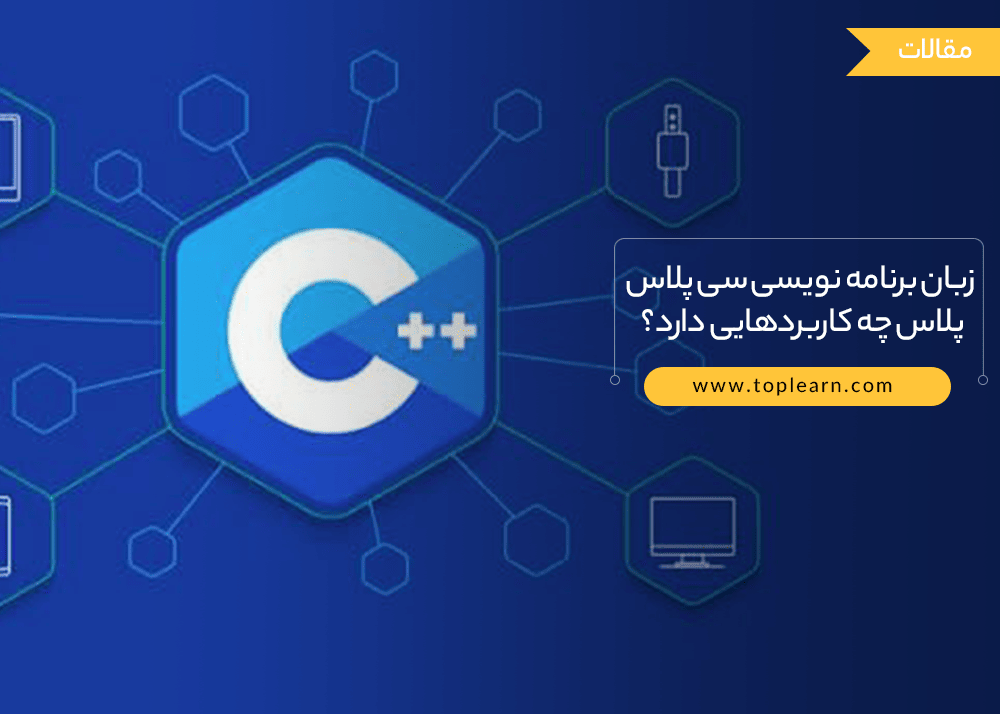 مقالات
زبان برنامه نویسی سی پلاس
پلاس چه کاربردهایی دارد؟
www.toplearn.com
C++